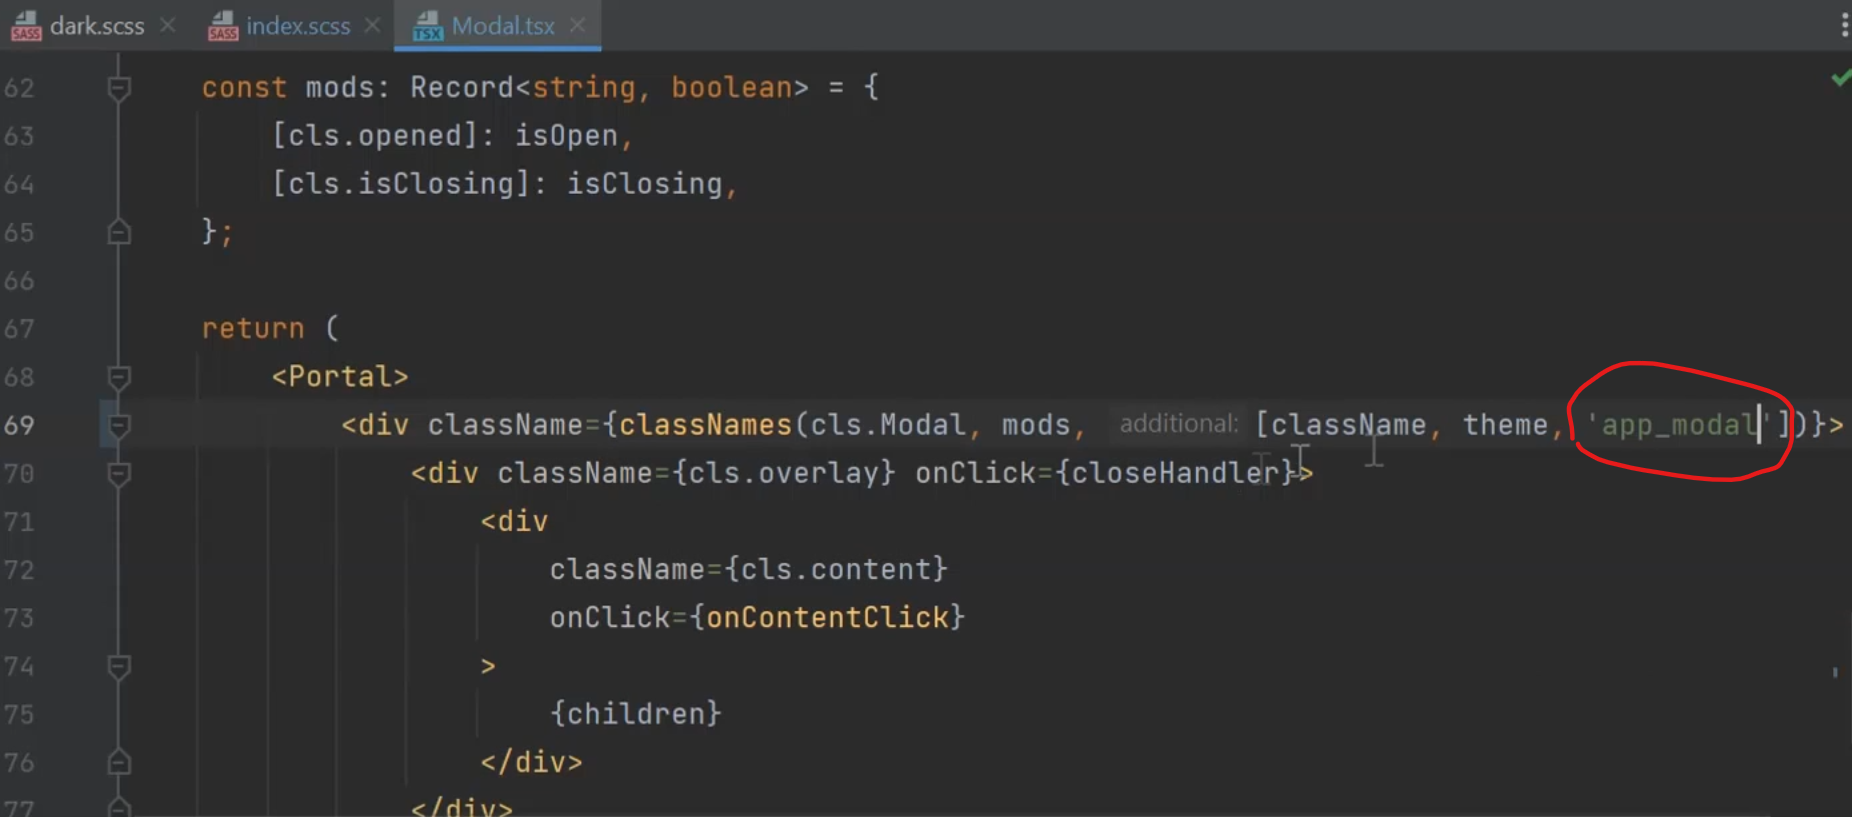 dark.scss index.scss Modal.tsx
62 const mods: Record<string, boolean> = {
63 [cls.opened]: isOpen,
64 [cls.isClosing]: isClosing,
65 };
66
67 return (
68 <Portal>
69 <div className={classNames(cls.Modal, mods, additional: [className, theme, 'app_modal'])}>
70 <div className={cls.overlay} onClick={closeHandler}>
71 <div
72 className={cls.content}
73 onClick={onContentClick}
74 >
75 {children}
76 </div>
77 </div>